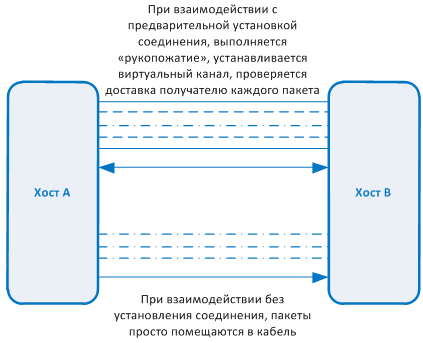 При взаимодействии с
предварительной установкой
соединения, выполняется
«рукопожатие», устанавливается
виртуальный канал, проверяется
доставка получателю каждого пакета
Хост А
Хост В
При взаимодействии без
установления соединения, пакеты
просто помещаются в кабель